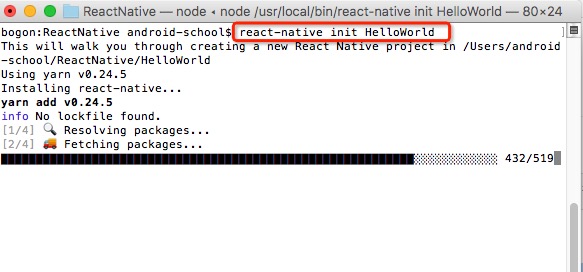 ReactNative — node ◂ node /usr/local/bin/react-native init HelloWorld — 80×24
bogon:ReactNative android-school$ react-native init HelloWorld
This will walk you through creating a new React Native project in /Users/android
-school/ReactNative/HelloWorld
Using yarn v0.24.5
Installing react-native...
yarn add v0.24.5
info No lockfile found.
[1/4] 🔍 Resolving packages...
[2/4] 🚚 Fetching packages...
432/519